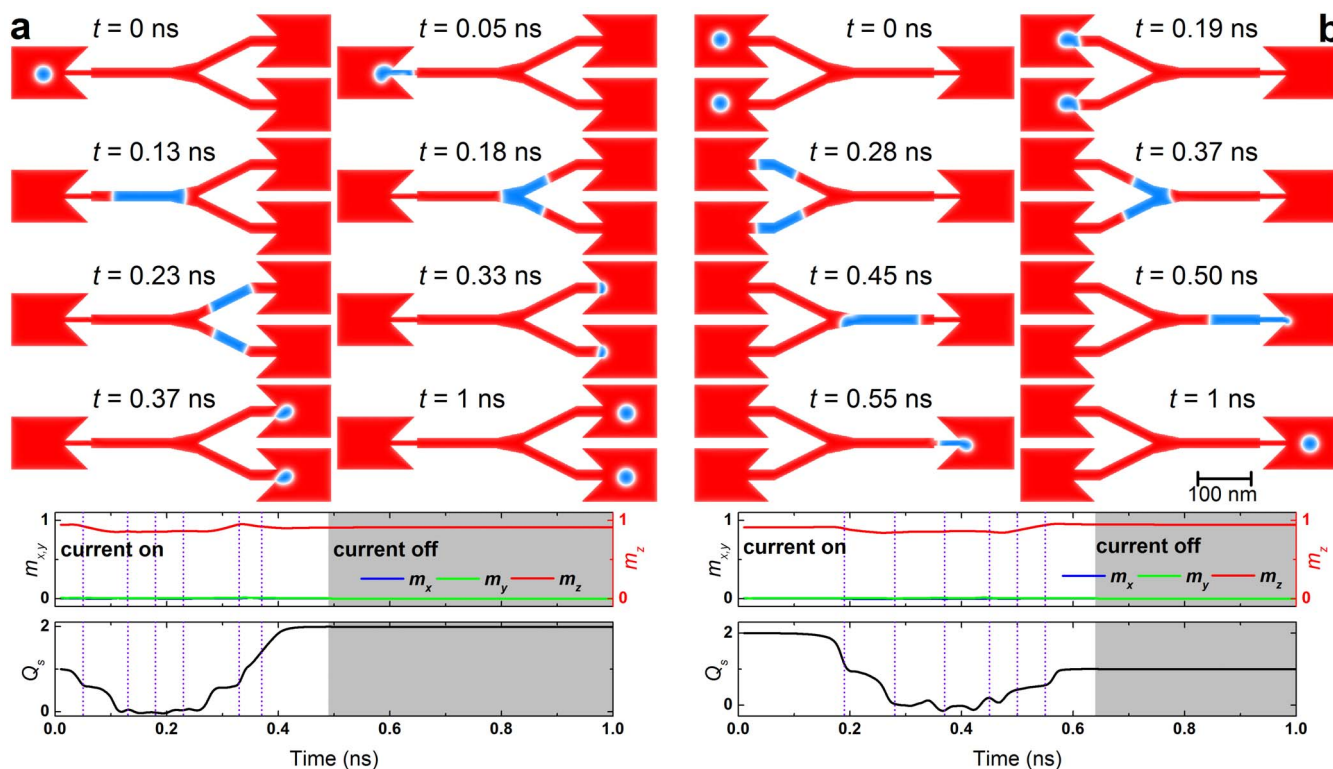 a
t = 0 ns
t = 0.05 ns
t = 0.13 ns
t = 0.18 ns
t = 0.23 ns
t = 0.33 ns
t = 0.37 ns
t = 1 ns
1
0
m_x,y
current on
current off
m_x
m_y
m_z
1
0
m_z
2
1
0
Q_s
0.0
0.2
0.4
0.6
0.8
1.0
Time (ns)
b
t = 0 ns
t = 0.19 ns
t = 0.28 ns
t = 0.37 ns
t = 0.45 ns
t = 0.50 ns
t = 0.55 ns
t = 1 ns
100 nm
1
0
m_x,y
current on
current off
m_x
m_y
m_z
1
0
m_z
2
1
0
Q_s
0.0
0.2
0.4
0.6
0.8
1.0
Time (ns)